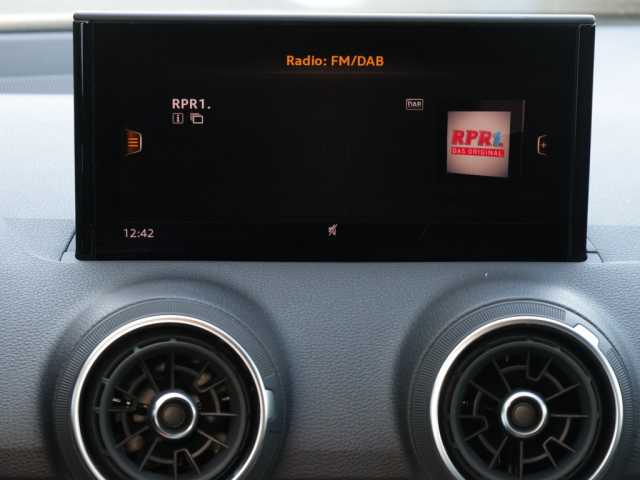 Radio: FM/DAB
RPR1.
DAB
RPR1.
DAS ORIGINAL
12:42